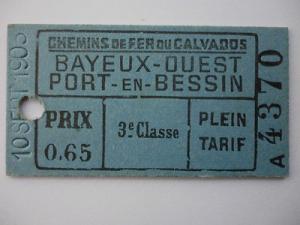 CHEMINS DE FER DU CALVADOS
BAYEUX-OUEST
PORT-EN-BESSIN
PRIX
0.65
3e Classe
PLEIN
TARIF
A 4370